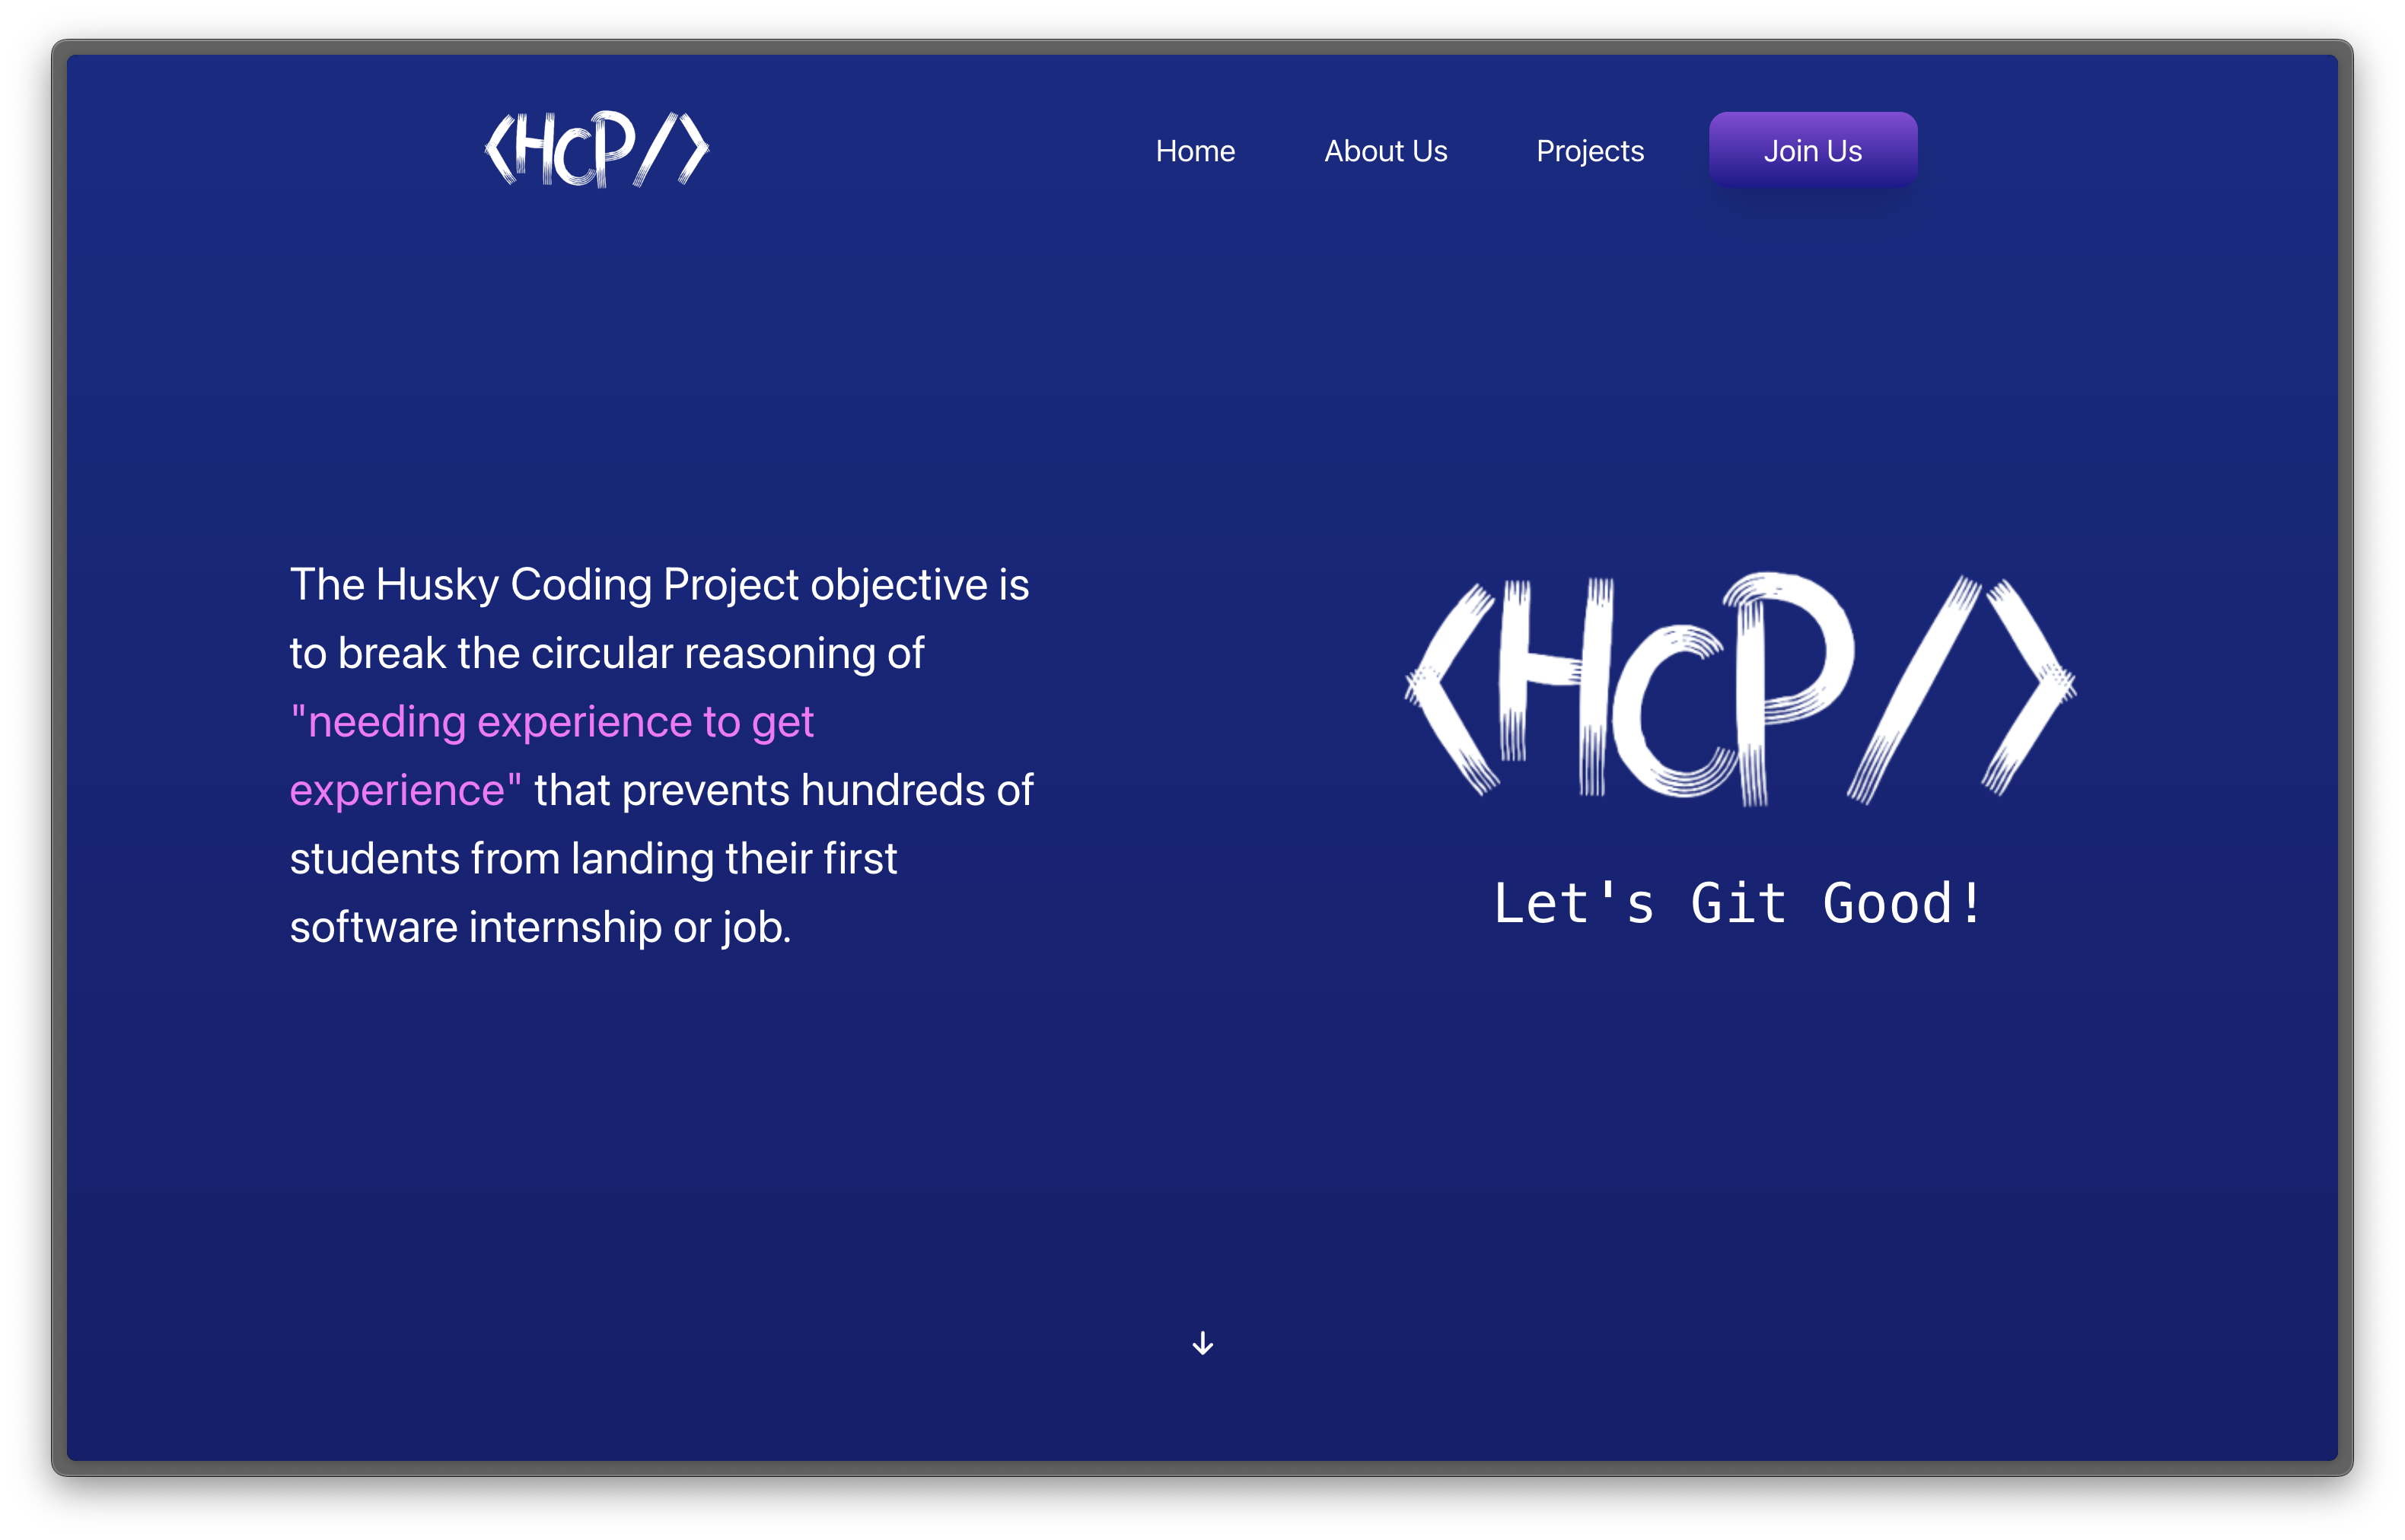 <HCP/>
Home
About Us
Projects
Join Us
The Husky Coding Project objective is
to break the circular reasoning of
"needing experience to get
experience" that prevents hundreds of
students from landing their first
software internship or job.
<HCP/>
Let's Git Good!